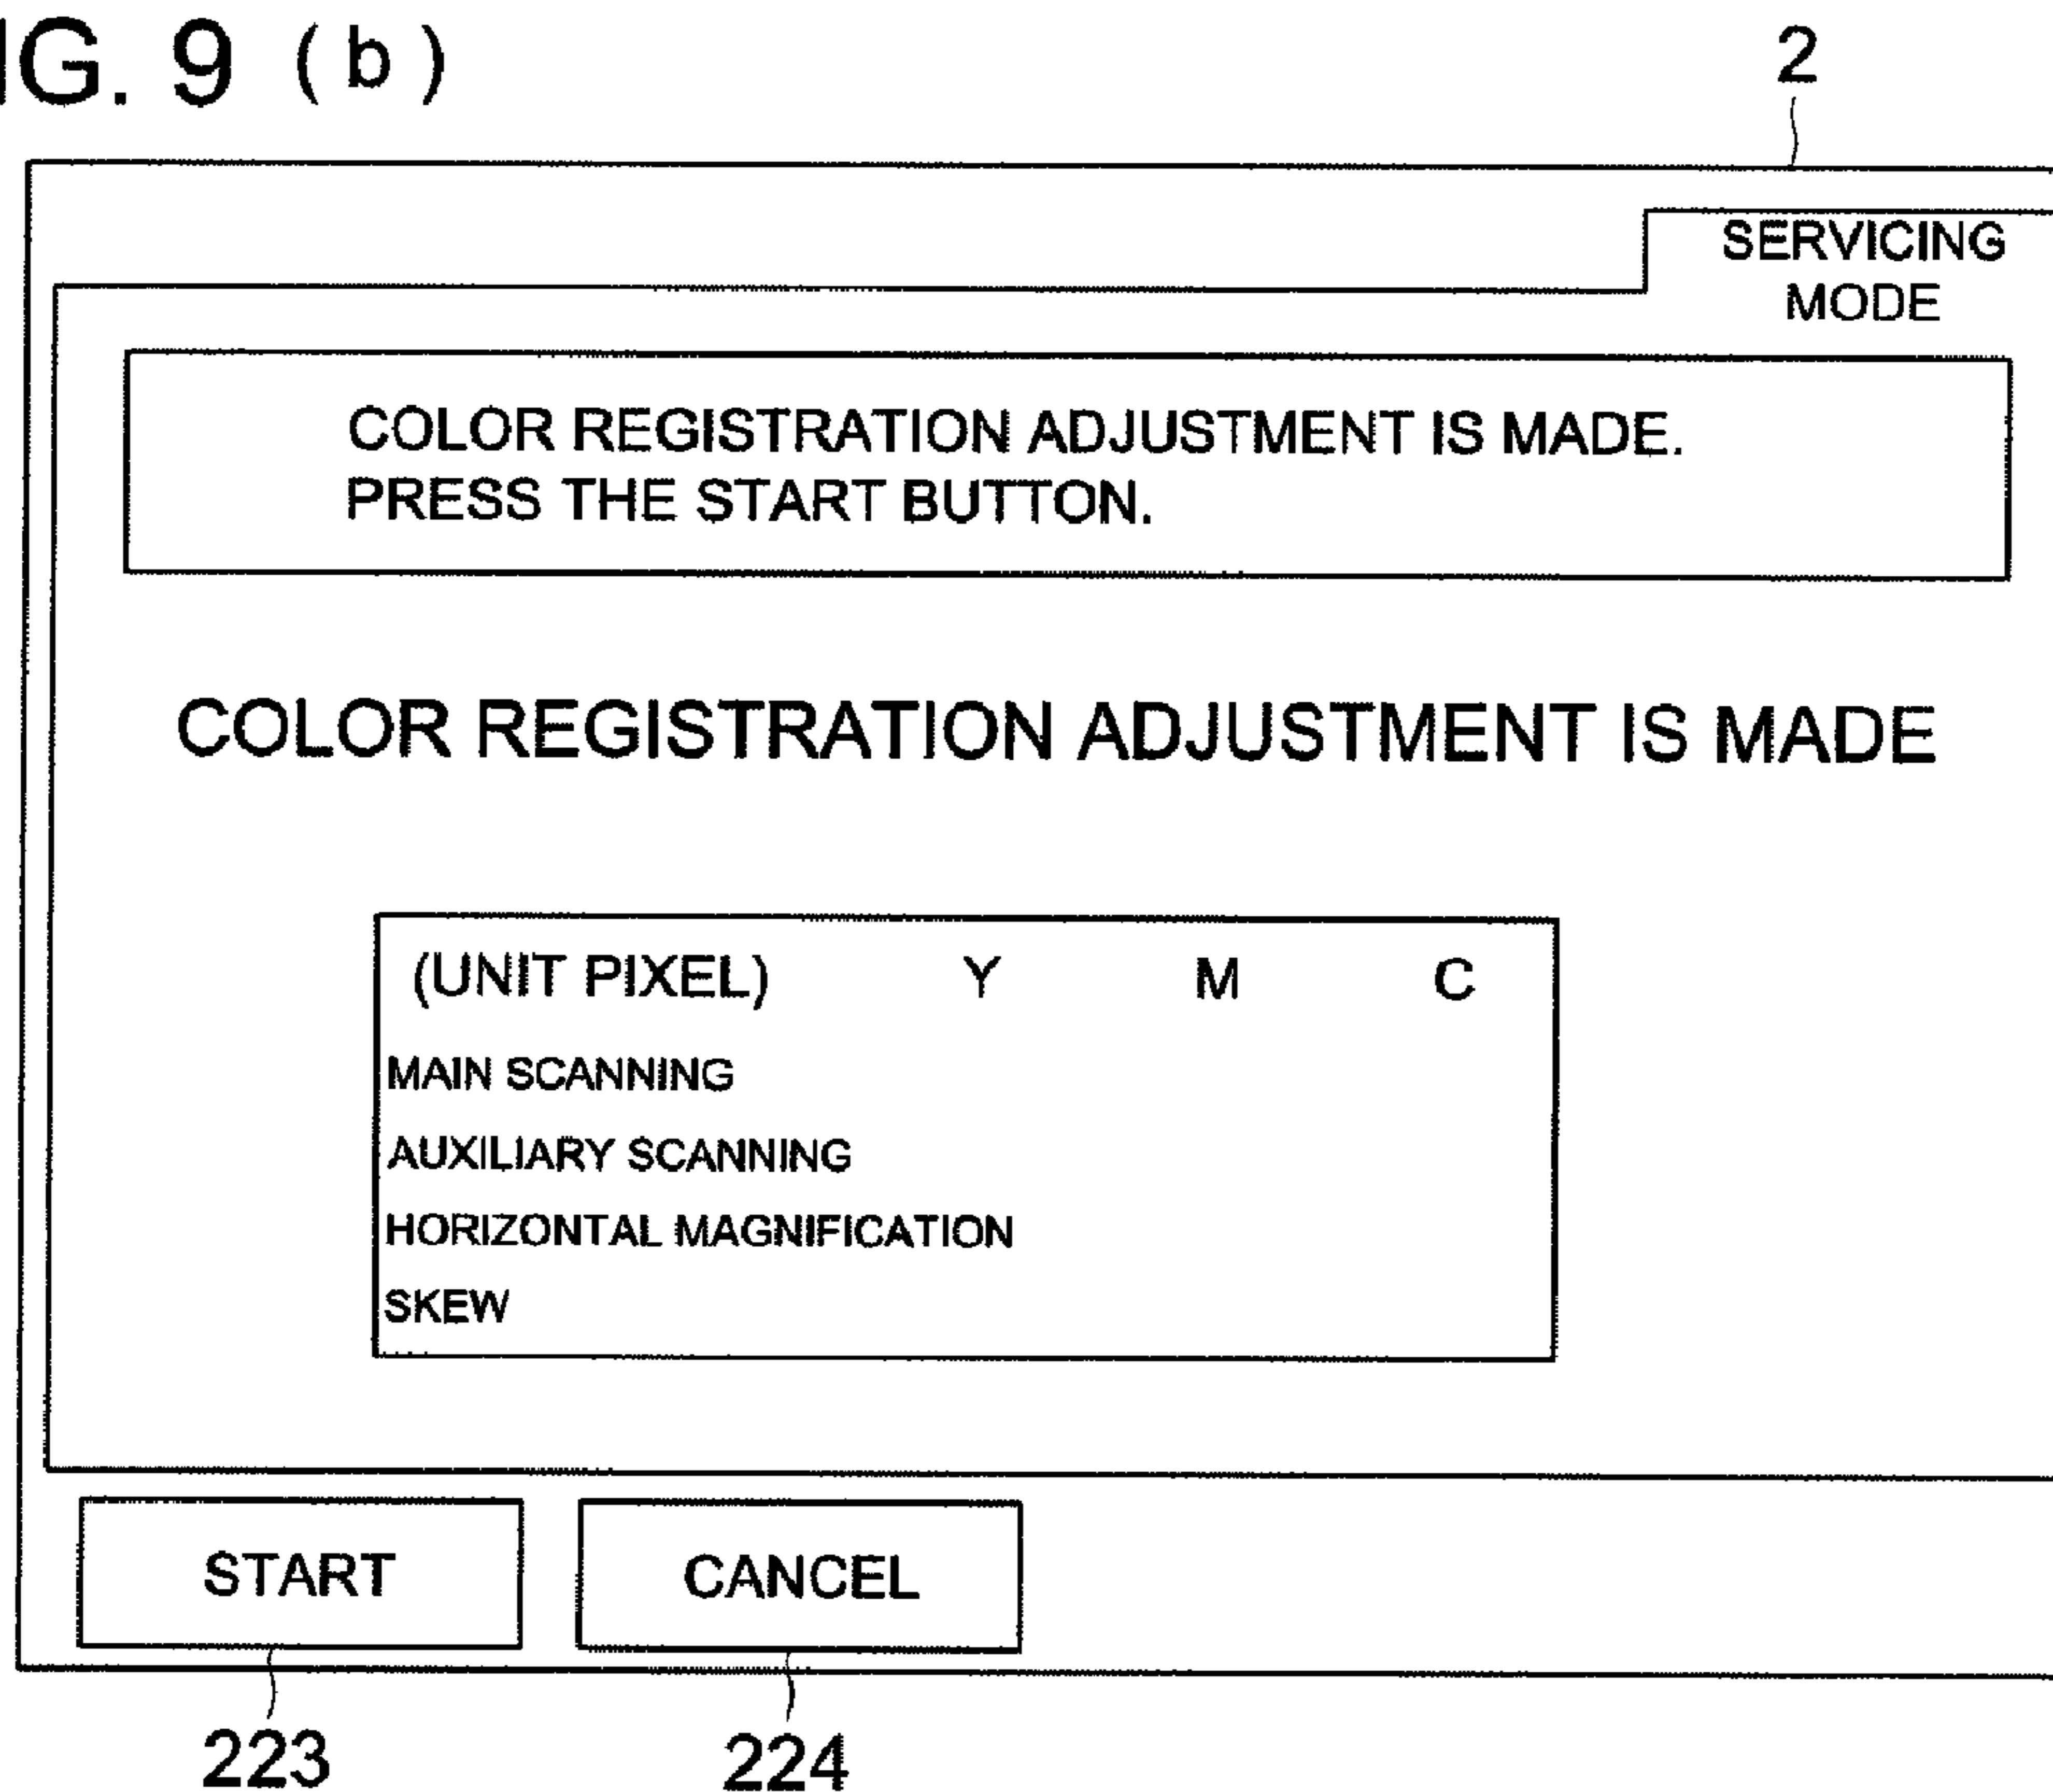 IG. 9 (b)
2
SERVICING
MODE
COLOR REGISTRATION ADJUSTMENT IS MADE.
PRESS THE START BUTTON.
COLOR REGISTRATION ADJUSTMENT IS MADE
(UNIT PIXEL) Y M C
MAIN SCANNING
AUXILIARY SCANNING
HORIZONTAL MAGNIFICATION
SKEW
START CANCEL
223 224